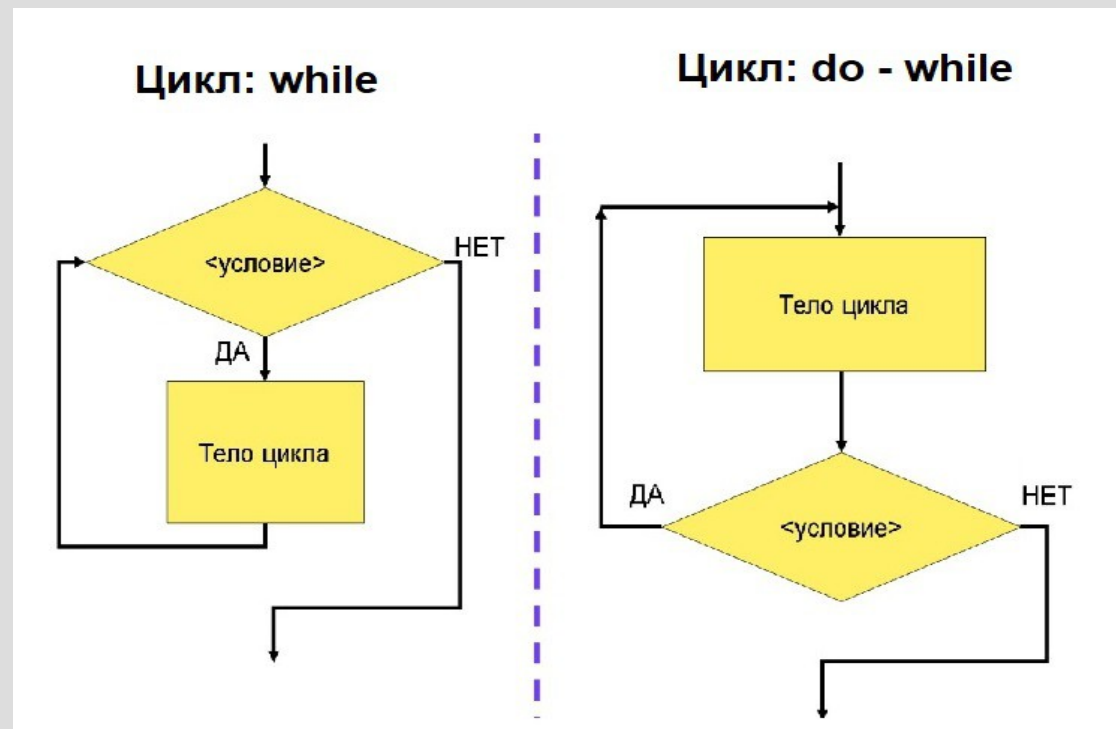 Цикл: while
<условие>
НЕТ
ДА
Тело цикла
Цикл: do - while
Тело цикла
ДА
<условие>
НЕТ